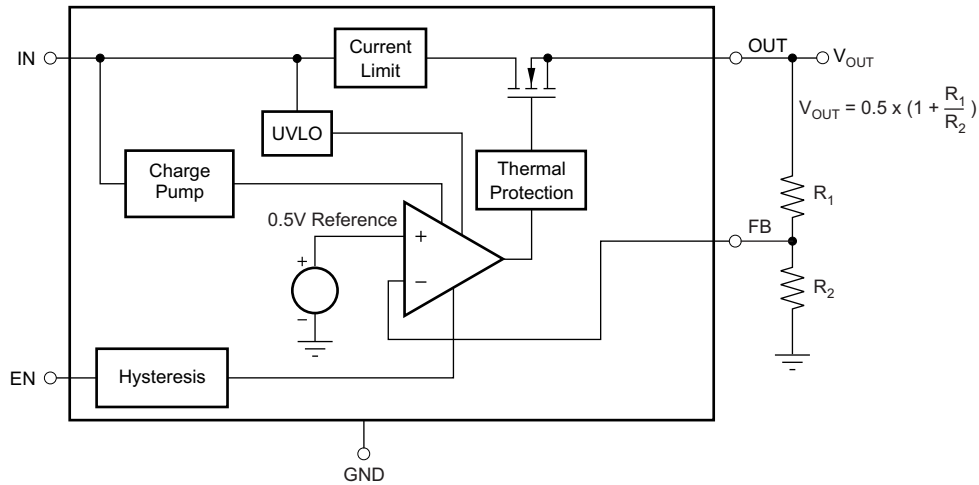 IN
Current
Limit
OUT
V_OUT
V_OUT = 0.5 x (1 + R_1/R_2)
UVLO
Charge
Pump
Thermal
Protection
R_1
0.5V Reference
FB
+
+
−
−
R_2
EN
Hysteresis
GND